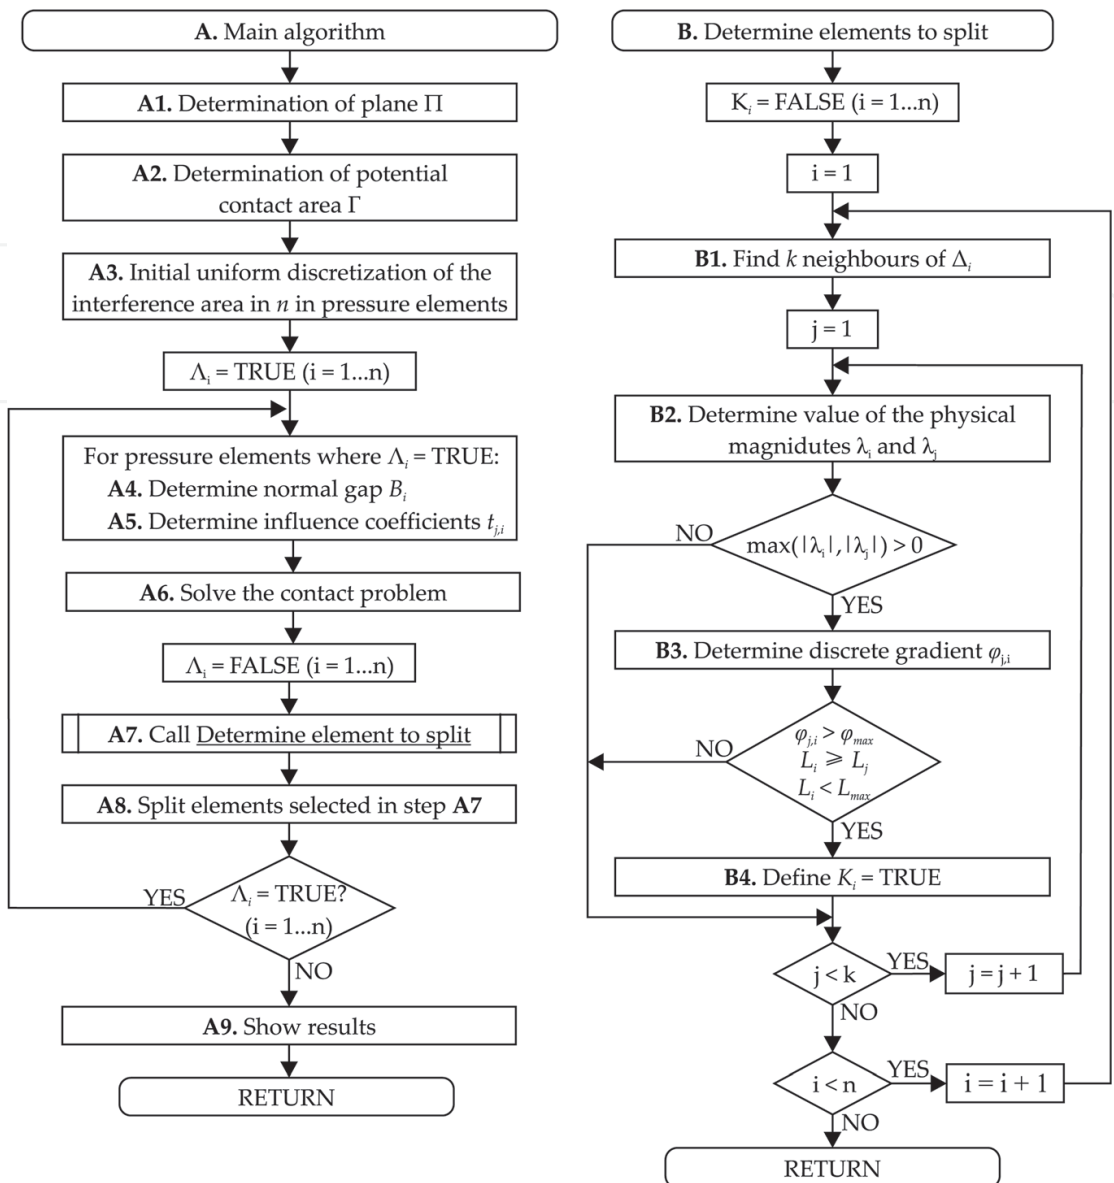 A. Main algorithm
A1. Determination of plane Π
A2. Determination of potential
contact area Γ
A3. Initial uniform discretization of the
interference area in n in pressure elements
Λi = TRUE (i = 1...n)
For pressure elements where Λi = TRUE:
A4. Determine normal gap Bi
A5. Determine influence coefficients tj,i
A6. Solve the contact problem
Λi = FALSE (i = 1...n)
A7. Call Determine element to split
A8. Split elements selected in step A7
YES
Λi = TRUE?
(i = 1...n)
NO
A9. Show results
RETURN
B. Determine elements to split
Ki = FALSE (i = 1...n)
i = 1
B1. Find k neighbours of Δi
j = 1
B2. Determine value of the physical
magnidutes λi and λj
NO
max(|λi|,|λj|) > 0
YES
B3. Determine discrete gradient φj,i
NO
φj,i > φmax
Li ⩾ Lj
Li < Lmax
YES
B4. Define Ki = TRUE
j < k
YES
j = j + 1
NO
i < n
YES
i = i + 1
NO
RETURN